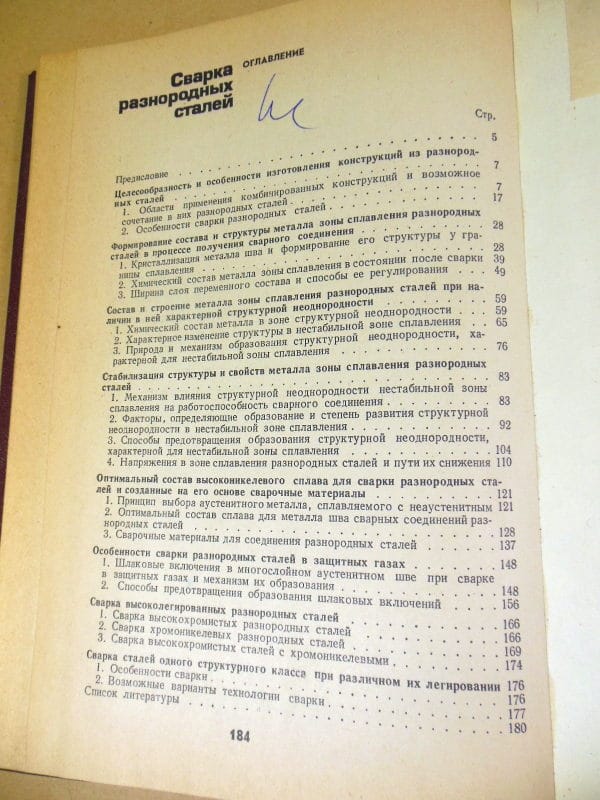 Сварка
разнородных
сталей
ОГЛАВЛЕНИЕ
Стр.
Предисловие . . . 5
Целесообразность и особенности изготовления конструкций из разнород-
ных сталей . . . 7
1. Области применения комбинированных конструкций и возможное
сочетание в них разнородных сталей . . . 7
2. Особенности сварки разнородных сталей . . . 17
Формирование состава и структуры металла зоны сплавления разнородных
сталей в процессе получения сварного соединения . . . 28
1. Кристаллизация металла шва и формирование его структуры у гра-
ницы сплавления . . . 28
2. Химический состав металла зоны сплавления в состоянии после сварки 39
3. Ширина слоя переменного состава и способы ее регулирования . . . 49
Состав и строение металла зоны сплавления разнородных сталей при на-
личии в ней характерной структурной неоднородности . . . 59
1. Химический состав металла в зоне структурной неоднородности . . . 59
2. Характерное изменение структуры в нестабильной зоне сплавления . . . 65
3. Природа и механизм образования структурной неоднородности, ха-
рактерной для нестабильной зоны сплавления . . . 76
Стабилизация структуры и свойств металла зоны сплавления разнородных
сталей . . . 83
1. Механизм влияния структурной неоднородности нестабильной зоны
сплавления на работоспособность сварного соединения . . . 83
2. Факторы, определяющие образование и степень развития структурной
неоднородности в нестабильной зоне сплавления . . . 92
3. Способы предотвращения образования структурной неоднородности,
характерной для нестабильной зоны сплавления . . . 104
4. Напряжения в зоне сплавления разнородных сталей и пути их снижения 110
Оптимальный состав высоконикелевого сплава для сварки разнородных ста-
лей и созданные на его основе сварочные материалы . . . 121
1. Принцип выбора аустенитного металла, сплавляемого с неаустенитным 121
2. Оптимальный состав сплава для металла шва сварных соединений раз-
нородных сталей . . . 128
3. Сварочные материалы для соединения разнородных сталей . . . 137
Особенности сварки разнородных сталей в защитных газах . . . 148
1. Шлаковые включения в многослойном аустенитном шве при сварке
в защитных газах и механизм их образования . . . 148
2. Способы предотвращения образования шлаковых включений . . . 156
Сварка высоколегированных разнородных сталей . . . 166
1. Сварка высокохромистых разнородных сталей . . . 166
2. Сварка хромоникелевых разнородных сталей . . . 169
3. Сварка высокохромистых сталей с хромоникелевыми . . . 174
Сварка сталей одного структурного класса при различном их легировании 176
1. Особенности сварки . . . 176
2. Возможные варианты технологии сварки . . . 177
Список литературы . . . 180
184